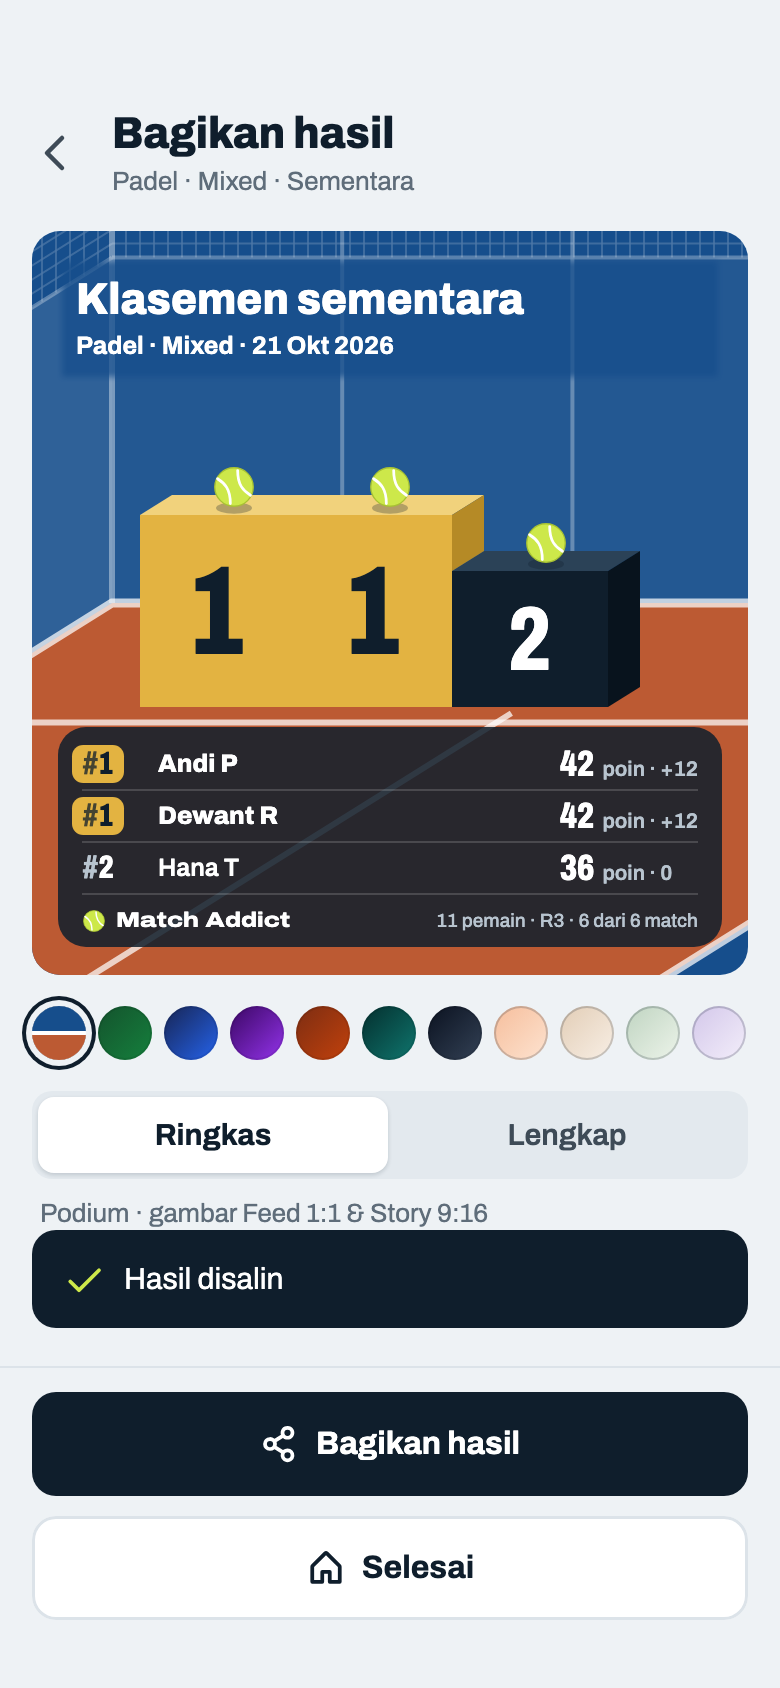 Bagikan hasil
Padel · Mixed · Sementara
Klasemen sementara
Padel · Mixed · 21 Okt 2026
1 1 2
#1 Andi P 42 poin · +12
#1 Dewant R 42 poin · +12
#2 Hana T 36 poin · 0
Match Addict 11 pemain · R3 · 6 dari 6 match
Ringkas Lengkap
Podium · gambar Feed 1:1 & Story 9:16
Hasil disalin
Bagikan hasil
Selesai